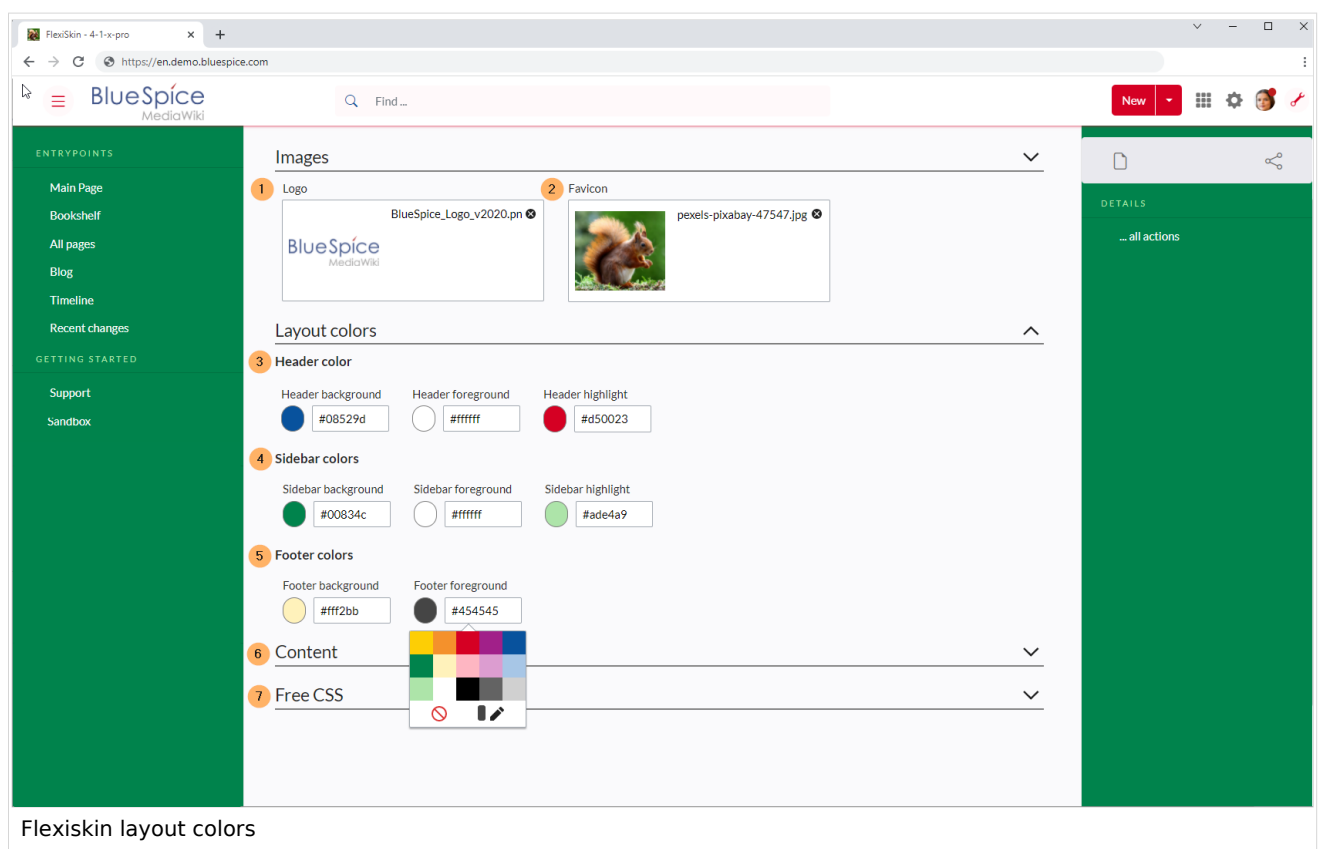 FlexiSkin - 4-1-x-pro
https://en.demo.bluespice.com
BlueSpice
MediaWiki
Find ...
New
ENTRYPOINTS
Main Page
Bookshelf
All pages
Blog
Timeline
Recent changes
GETTING STARTED
Support
Sandbox
Images
1 Logo
2 Favicon
BlueSpice_Logo_v2020.pn
pexels-pixabay-47547.jpg
BlueSpice
MediaWiki
Layout colors
3 Header color
Header background Header foreground Header highlight
#08529d #ffffff #d50023
4 Sidebar colors
Sidebar background Sidebar foreground Sidebar highlight
#00834c #ffffff #ade4a9
5 Footer colors
Footer background Footer foreground
#fff2bb #454545
6 Content
7 Free CSS
DETAILS
... all actions
Flexiskin layout colors